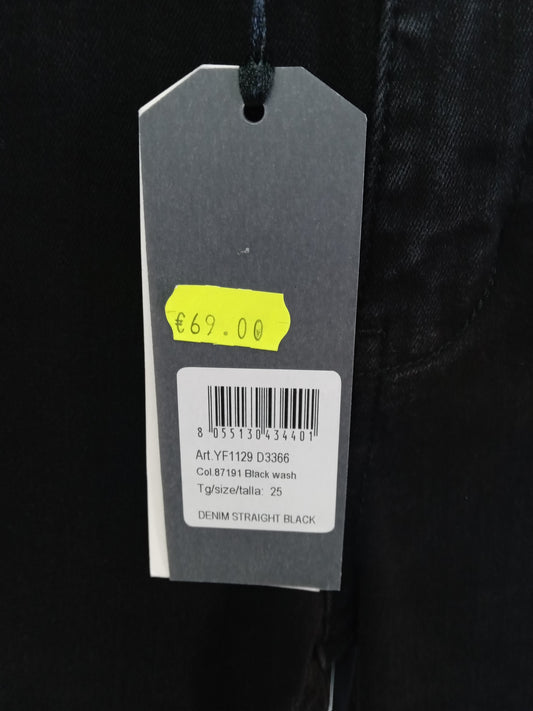 €69.00
8 055130 434401
Art.YF1129 D3366
Col.87191 Black wash
Tg/size/talla: 25
DENIM STRAIGHT BLACK